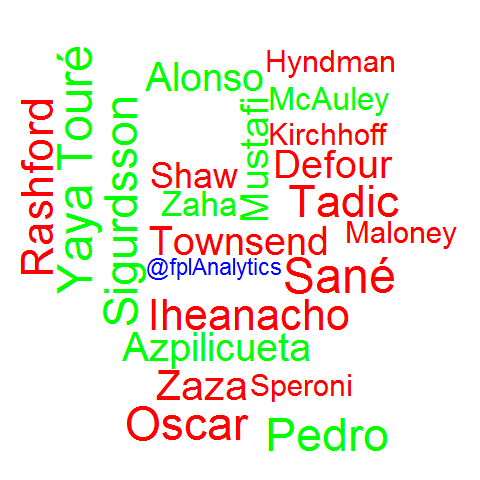 Rashford
Yaya Touré
Sigurdsson
Alonso
Hyndman
McAuley
Mustafi
Kirchhoff
Shaw
Defour
Zaha
Tadic
Townsend
Maloney
@fplAnalytics
Sané
Iheanacho
Azpilicueta
Zaza
Speroni
Oscar
Pedro